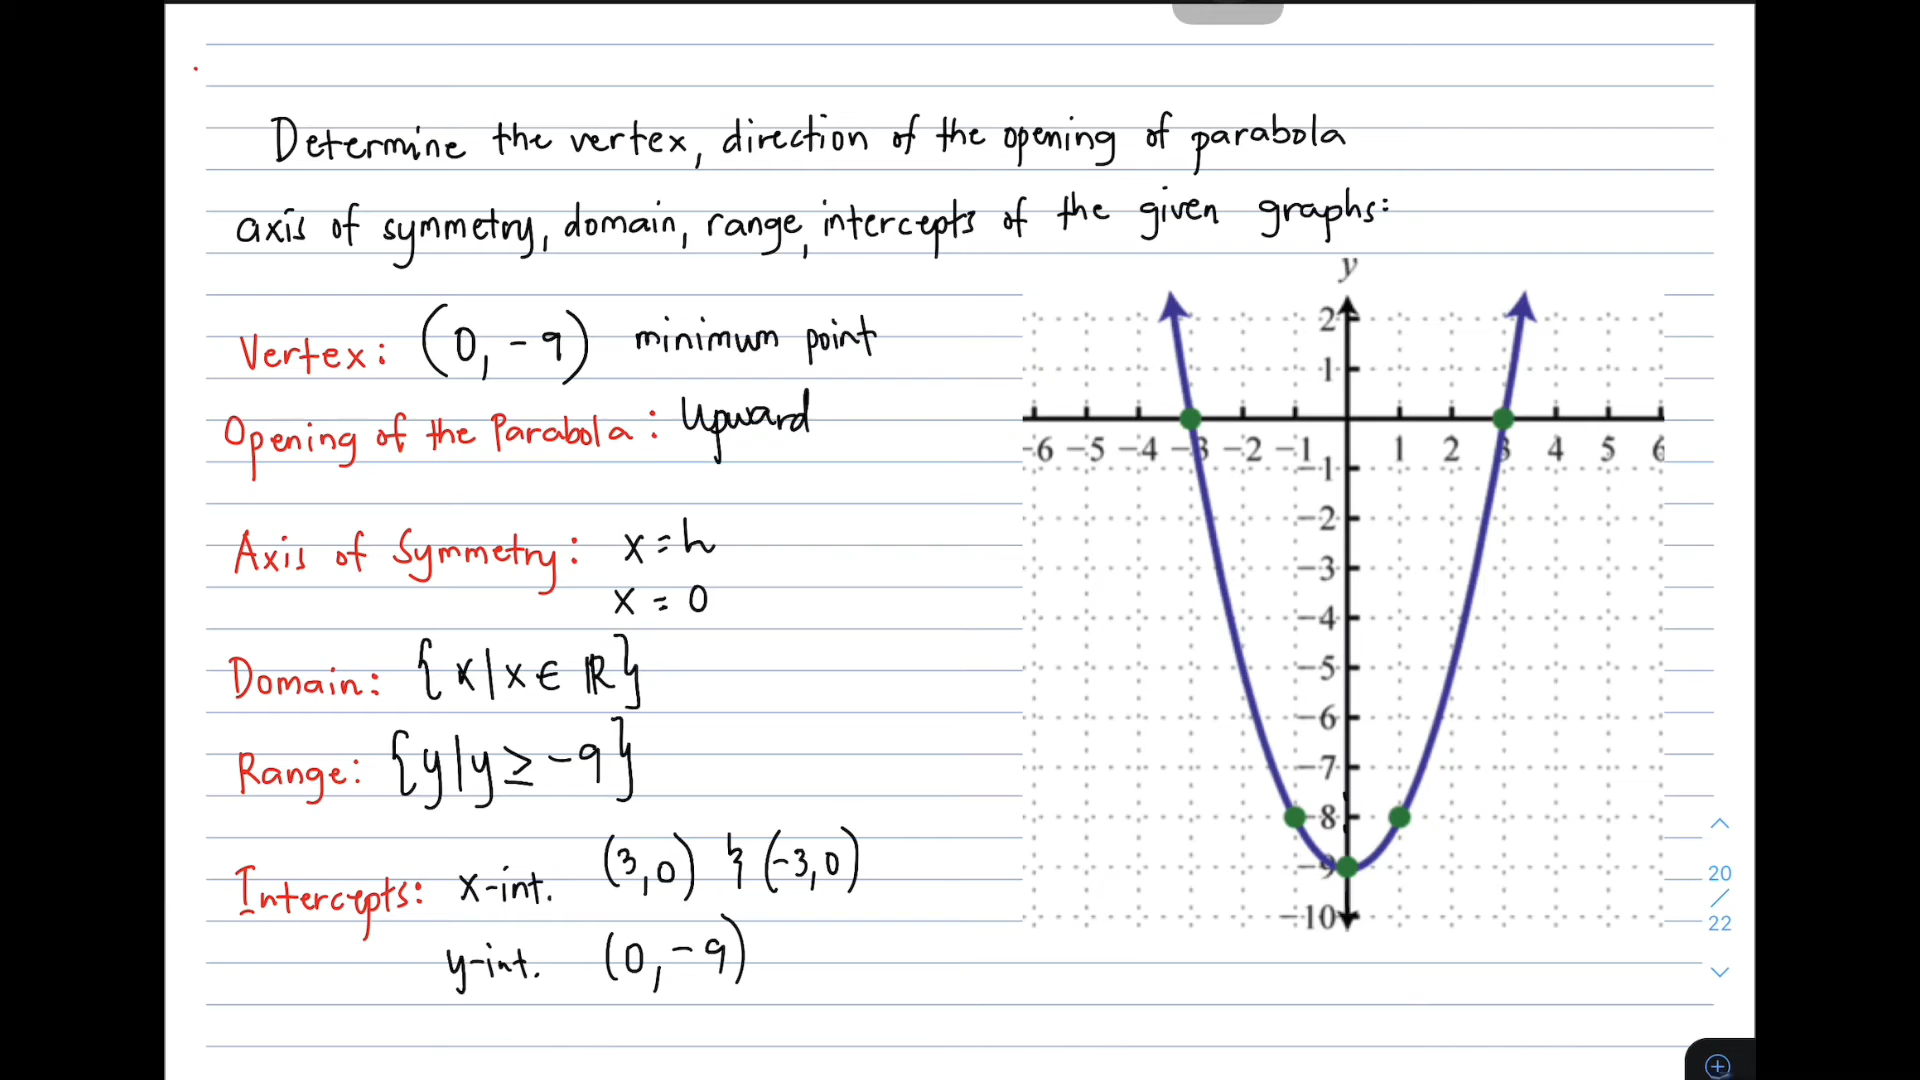 Determine the vertex, direction of the opening of parabola
axis of symmetry, domain, range, intercepts of the given graphs:
Vertex: (0, -9) minimum point
Opening of the Parabola: Upward
Axis of Symmetry: x = h
x = 0
Domain: {x|x ∈ ℝ}
Range: {y|y ≥ -9}
Intercepts: x-int. (3,0) & (-3,0)
y-int. (0, -9)
y
2
1
-6 -5 -4 -3 -2 -1 1 2 3 4 5 6
-1
-2
-3
-4
-5
-6
-7
-8
-9
-10
20
/
22